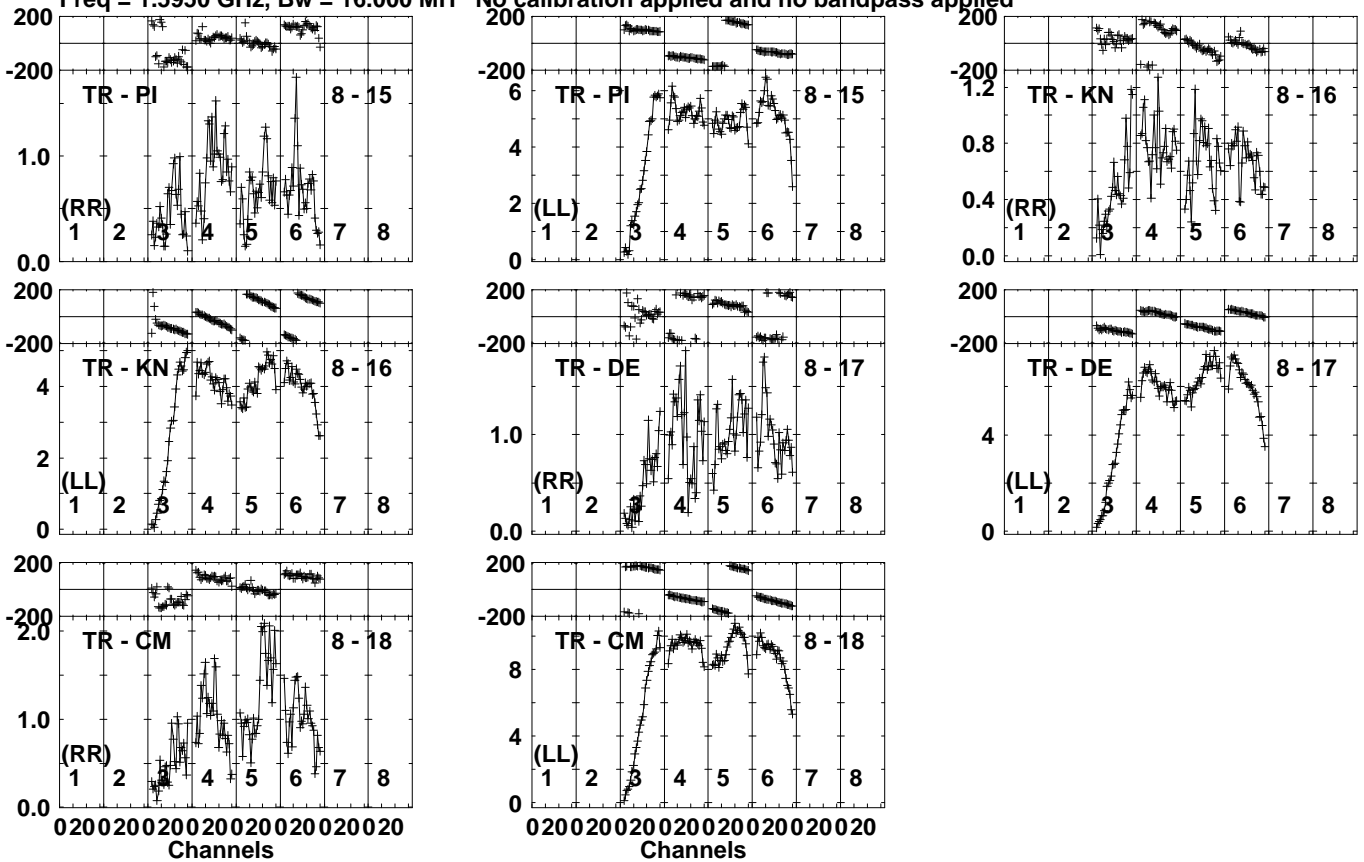 Freq = 1.5950 GHz, Bw = 16.000 MH No calibration applied and no bandpass applied
200
-200
TR - PI 8 - 15
1.0
(RR)
1 2 3 4 5 6 7 8
0.0
200
-200
6
TR - PI 8 - 15
4
2
(LL)
1 2 3 4 5 6 7 8
0
200
-200
1.2
TR - KN 8 - 16
0.8
0.4
(RR)
1 2 3 4 5 6 7 8
0.0
200
-200
TR - KN 8 - 16
4
2
(LL)
1 2 3 4 5 6 7 8
0
200
-200
TR - DE 8 - 17
1.0
(RR)
1 2 3 4 5 6 7 8
0.0
200
-200
TR - DE 8 - 17
4
(LL)
1 2 3 4 5 6 7 8
0
200
-200
2.0
TR - CM 8 - 18
1.0
(RR)
1 2 3 4 5 6 7 8
0.0
020020020020020020020020
Channels
200
-200
TR - CM 8 - 18
8
4
(LL)
1 2 3 4 5 6 7 8
0
020020020020020020020020
Channels